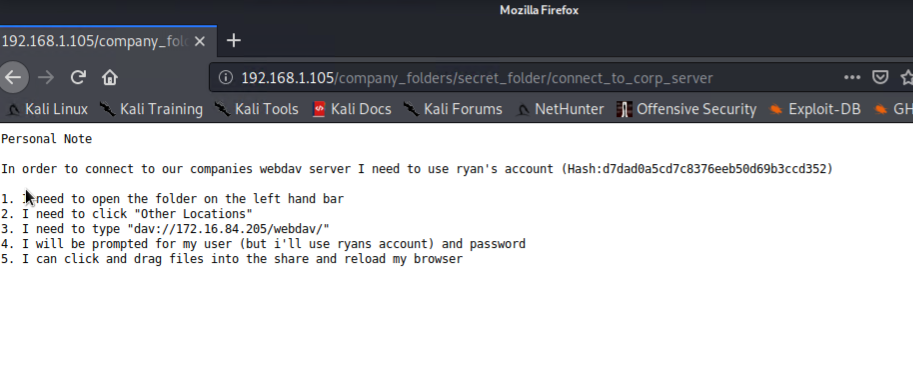 Mozilla Firefox
192.168.1.105/company_fol
192.168.1.105/company_folders/secret_folder/connect_to_corp_server
Kali Linux Kali Training Kali Tools Kali Docs Kali Forums NetHunter Offensive Security Exploit-DB GH
Personal Note
In order to connect to our companies webdav server I need to use ryan's account (Hash:d7dad0a5cd7c8376eeb50d69b3ccd352)
1. I need to open the folder on the left hand bar
2. I need to click "Other Locations"
3. I need to type "dav://172.16.84.205/webdav/"
4. I will be prompted for my user (but i'll use ryans account) and password
5. I can click and drag files into the share and reload my browser